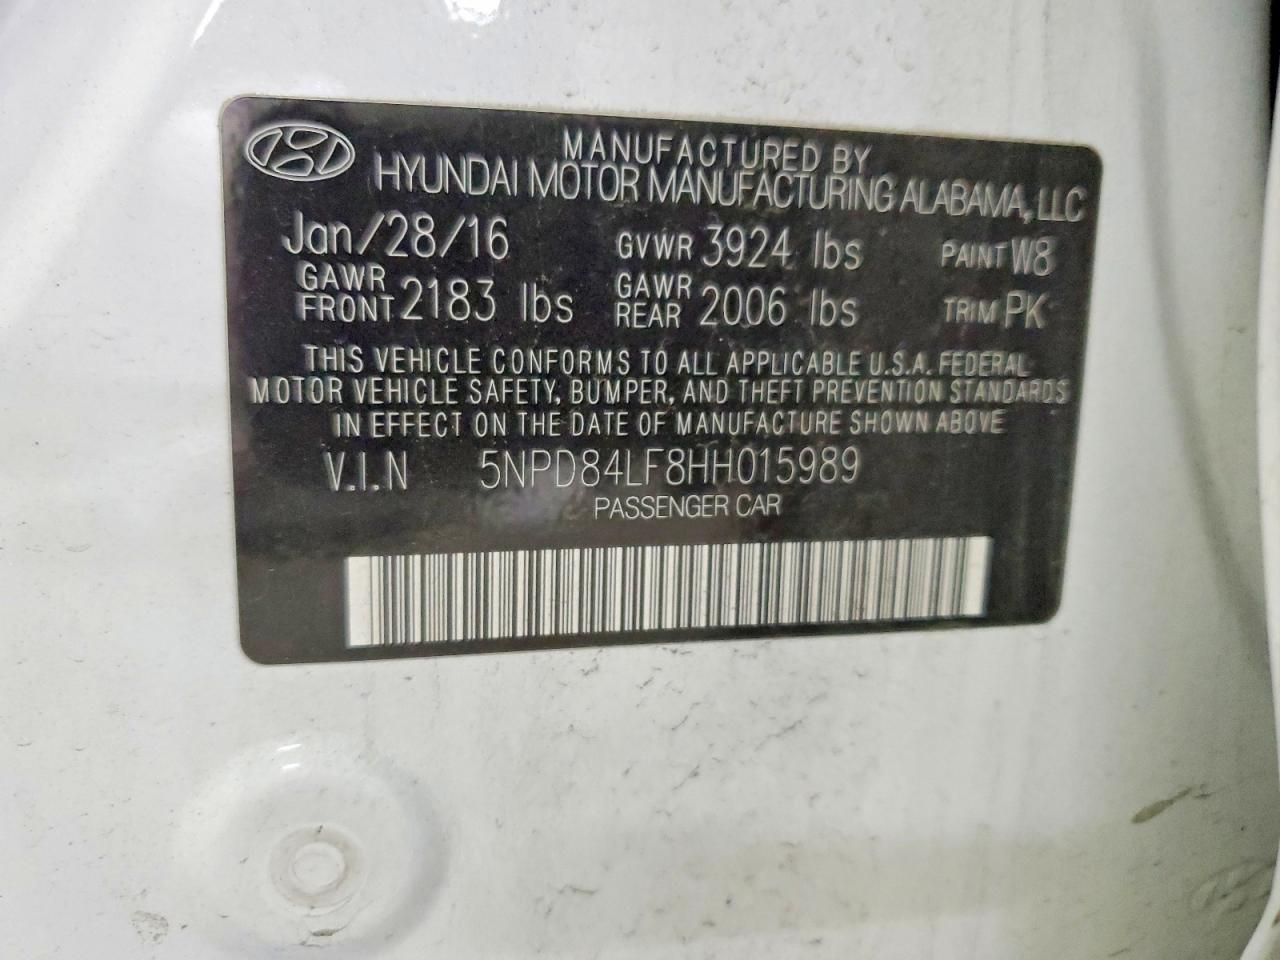 MANUFACTURED BY
HYUNDAI MOTOR MANUFACTURING ALABAMA, LLC
Jan/28/16 GVWR 3924 lbs PAINT W8
GAWR FRONT 2183 lbs GAWR REAR 2006 lbs TRIM PK
THIS VEHICLE CONFORMS TO ALL APPLICABLE U.S.A. FEDERAL
MOTOR VEHICLE SAFETY, BUMPER, AND THEFT PREVENTION STANDARDS
IN EFFECT ON THE DATE OF MANUFACTURE SHOWN ABOVE
V.I.N 5NPD84LF8HH015989
PASSENGER CAR